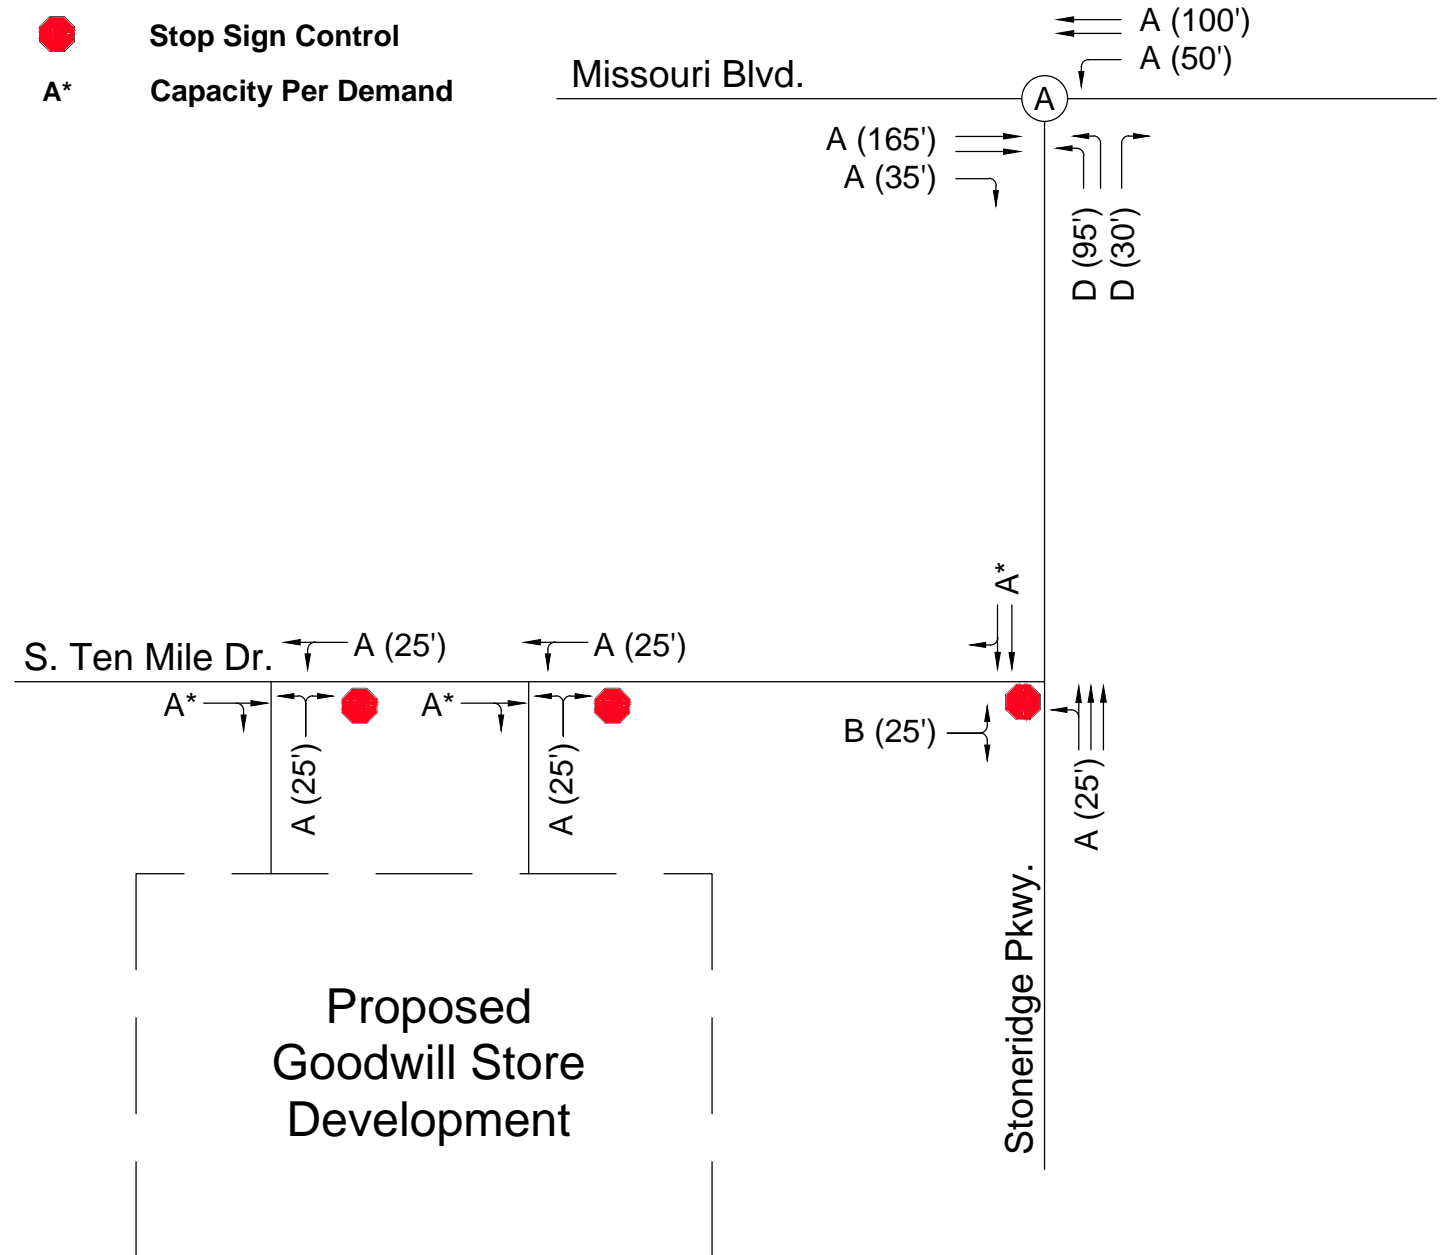 Stop Sign Control
A* Capacity Per Demand
A (100')
A (50')
Missouri Blvd.
A
A (165')
A (35')
D (95')
D (30')
A*
S. Ten Mile Dr.
A (25')
A (25')
A*
A*
B (25')
A (25')
A (25')
A (25')
Stoneridge Pkwy.
Proposed
Goodwill Store
Development